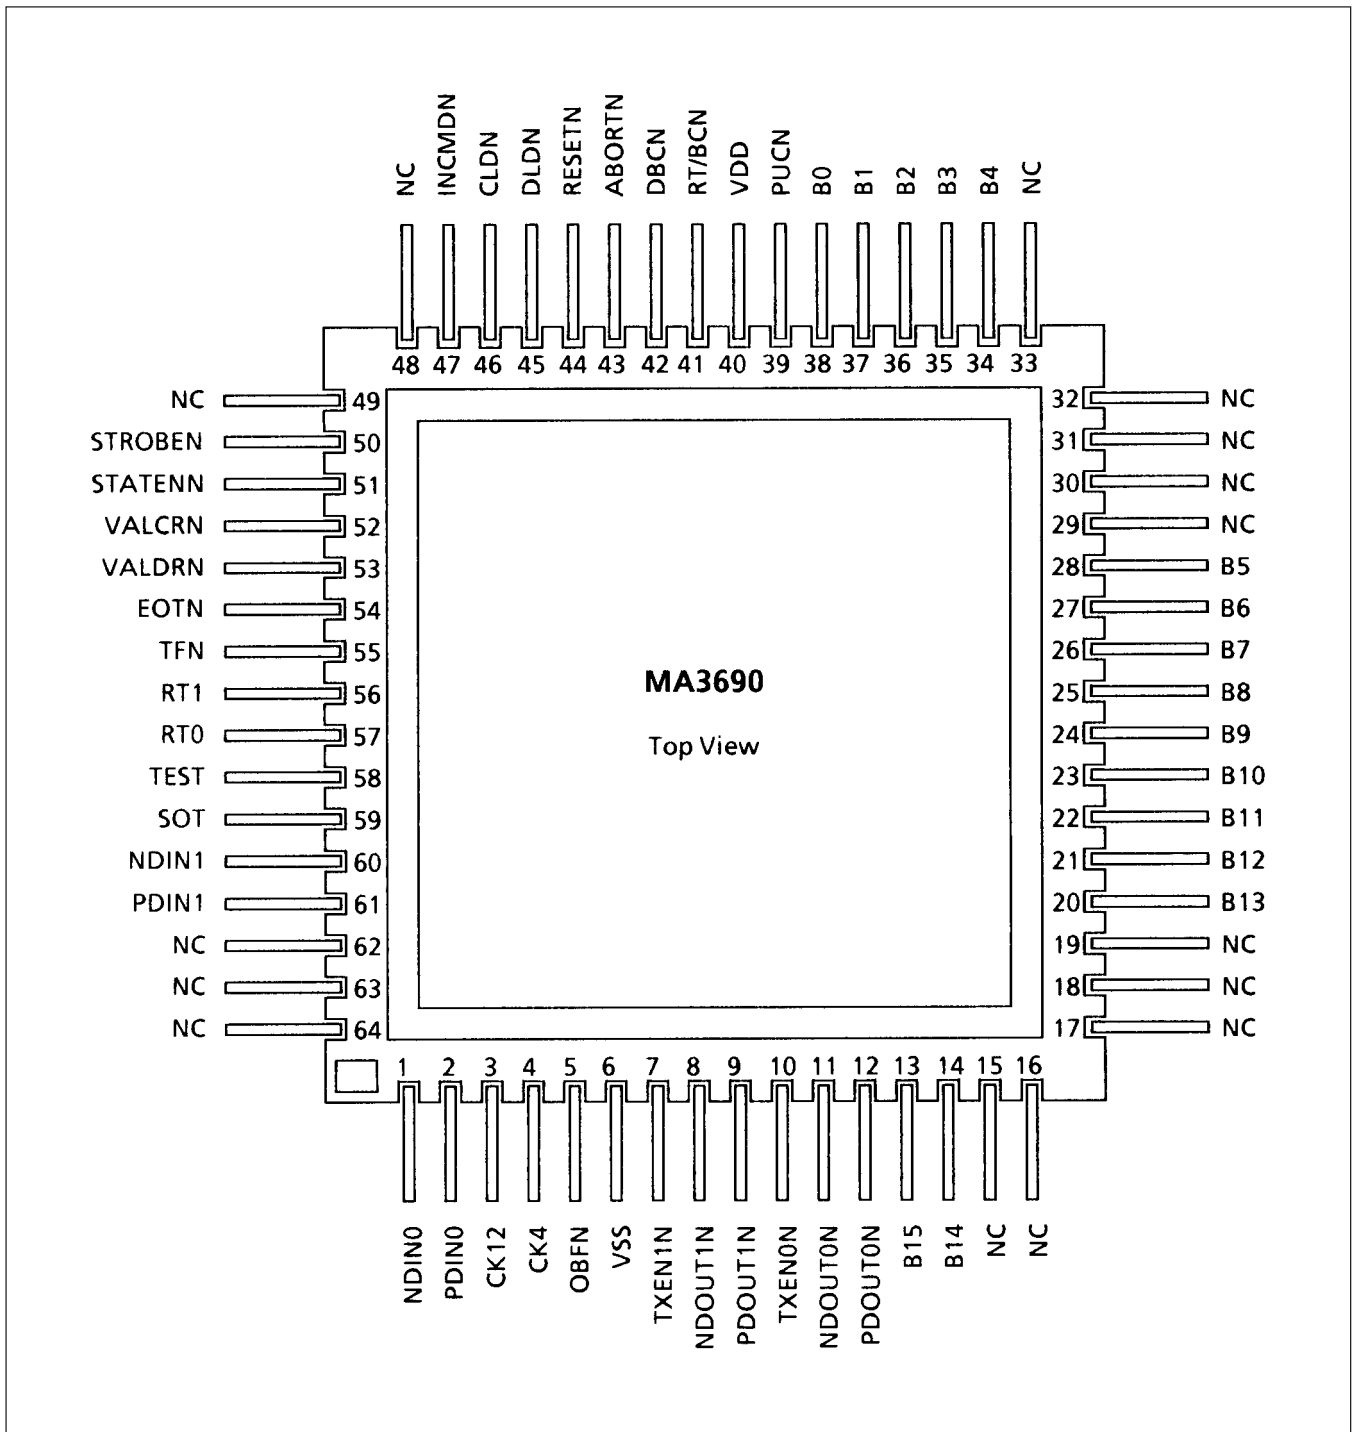 NC INCMDN CLDN DLDN RESETN ABORTN DBCN RT/BCN VDD PUCN B0 B1 B2 B3 B4 NC
48 47 46 45 44 43 42 41 40 39 38 37 36 35 34 33
NC 49 32 NC
STROBEN 50 31 NC
STATENN 51 30 NC
VALCRN 52 29 NC
VALDRN 53 28 B5
EOTN 54 27 B6
TFN 55 26 B7
RT1 56 25 B8
RT0 57 24 B9
TEST 58 23 B10
SOT 59 22 B11
NDIN1 60 21 B12
PDIN1 61 20 B13
NC 62 19 NC
NC 63 18 NC
NC 64 17 NC
MA3690
Top View
1 2 3 4 5 6 7 8 9 10 11 12 13 14 15 16
NDIN0 PDIN0 CK12 CK4 OBFN VSS TXEN1N NDOUT1N PDOUT1N TXEN0N NDOUT0N PDOUT0N B15 B14 NC NC